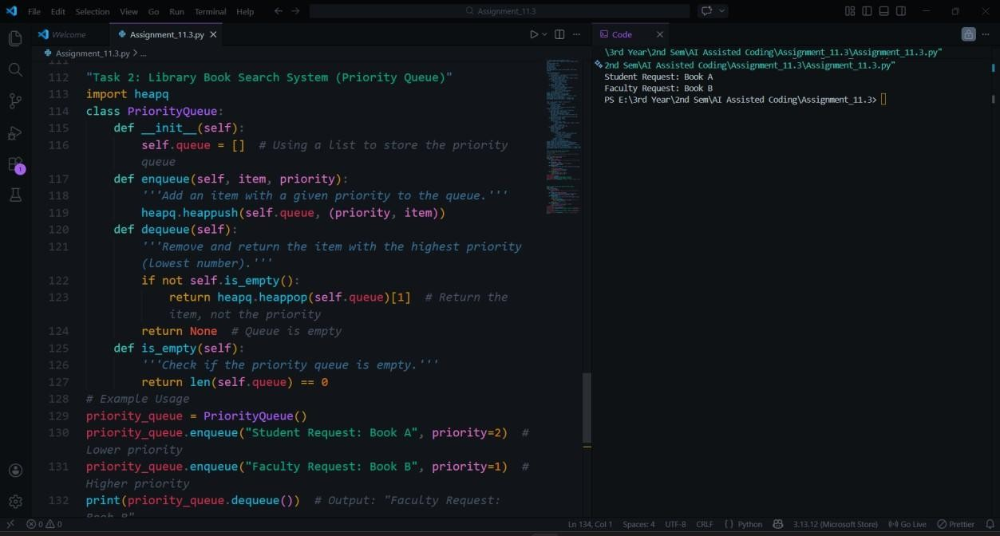 File Edit Selection View Go Run Terminal Help
Assignment_11.3
Welcome
Assignment_11.3.py
Assignment_11.3.py > ...
111
112 "Task 2: Library Book Search System (Priority Queue)"
113 import heapq
114 class PriorityQueue:
115 def __init__(self):
116 self.queue = [] # Using a list to store the priority
queue
117 def enqueue(self, item, priority):
118 '''Add an item with a given priority to the queue.'''
119 heapq.heappush(self.queue, (priority, item))
120 def dequeue(self):
121 '''Remove and return the item with the highest priority
(lowest number).'''
122 if not self.is_empty():
123 return heapq.heappop(self.queue)[1] # Return the
item, not the priority
124 return None # Queue is empty
125 def is_empty(self):
126 '''Check if the priority queue is empty.'''
127 return len(self.queue) == 0
128 # Example Usage
129 priority_queue = PriorityQueue()
130 priority_queue.enqueue("Student Request: Book A", priority=2) #
Lower priority
131 priority_queue.enqueue("Faculty Request: Book B", priority=1) #
Higher priority
132 print(priority_queue.dequeue()) # Output: "Faculty Request:
Book B"
Code
\3rd Year\2nd Sem\AI Assisted Coding\Assignment_11.3\Assignment_11.3.py"
2nd Sem\AI Assisted Coding\Assignment_11.3\Assignment_11.3.py"
Student Request: Book A
Faculty Request: Book B
PS E:\3rd Year\2nd Sem\AI Assisted Coding\Assignment_11.3>
1
0 0
Ln 134, Col 1 Spaces: 4 UTF-8 CRLF { } Python 3.13.12 (Microsoft Store) Go Live Prettier